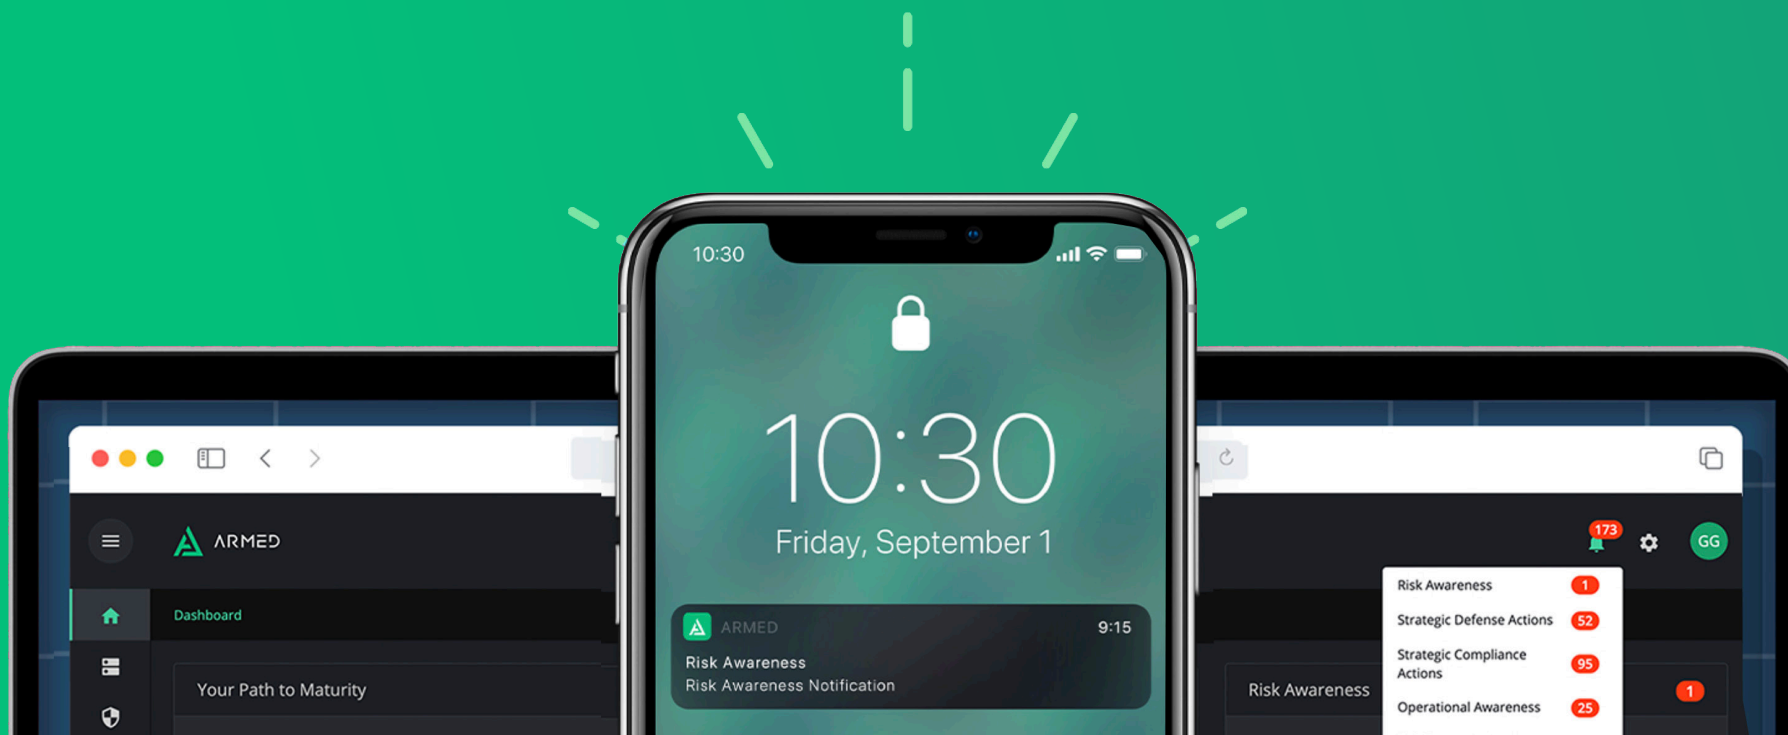 10:30
10:30
Friday, September 1
ARMED
9:15
Risk Awareness
Risk Awareness Notification
ARMED
Dashboard
Your Path to Maturity
173
GG
Risk Awareness 1
Strategic Defense Actions 52
Strategic Compliance
Actions 95
Operational Awareness 25
Risk Awareness 1